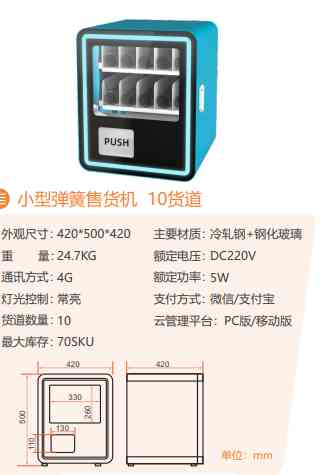 PUSH
小型弹簧售货机 10货道
外观尺寸: 420*500*420 主要材质: 冷轧钢+钢化玻璃
重 量: 24.7KG 额定电压: DC220V
通讯方式: 4G 额定功率: 5W
灯光控制: 常亮 支付方式: 微信/支付宝
货道数量: 10 云管理平台: PC版/移动版
最大库存: 70SKU
420 420
500
330
260
130
110
单位: mm